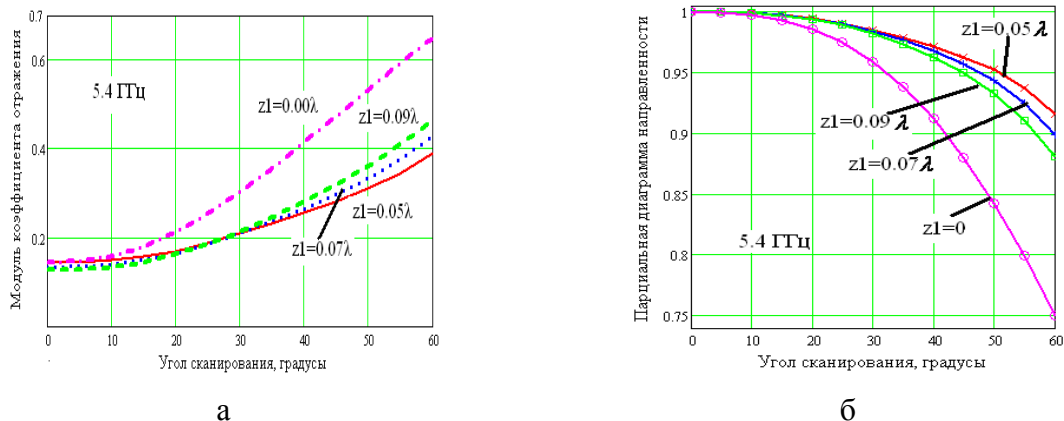 0.7
0.6
0.4
0.2
0
10
20
30
40
50
60
Модуль коэффициента отражения
Угол сканирования, градусы
5.4 ГГц
z1=0.00λ
z1=0.09λ
z1=0.05λ
z1=0.07λ
а
1
0.95
0.9
0.85
0.8
0.75
0
10
20
30
40
50
60
Парциальная диаграмма направленности
Угол сканирования, градусы
z1=0.05λ
z1=0.09 λ
z1=0.07λ
z1=0
5.4 ГГц
б